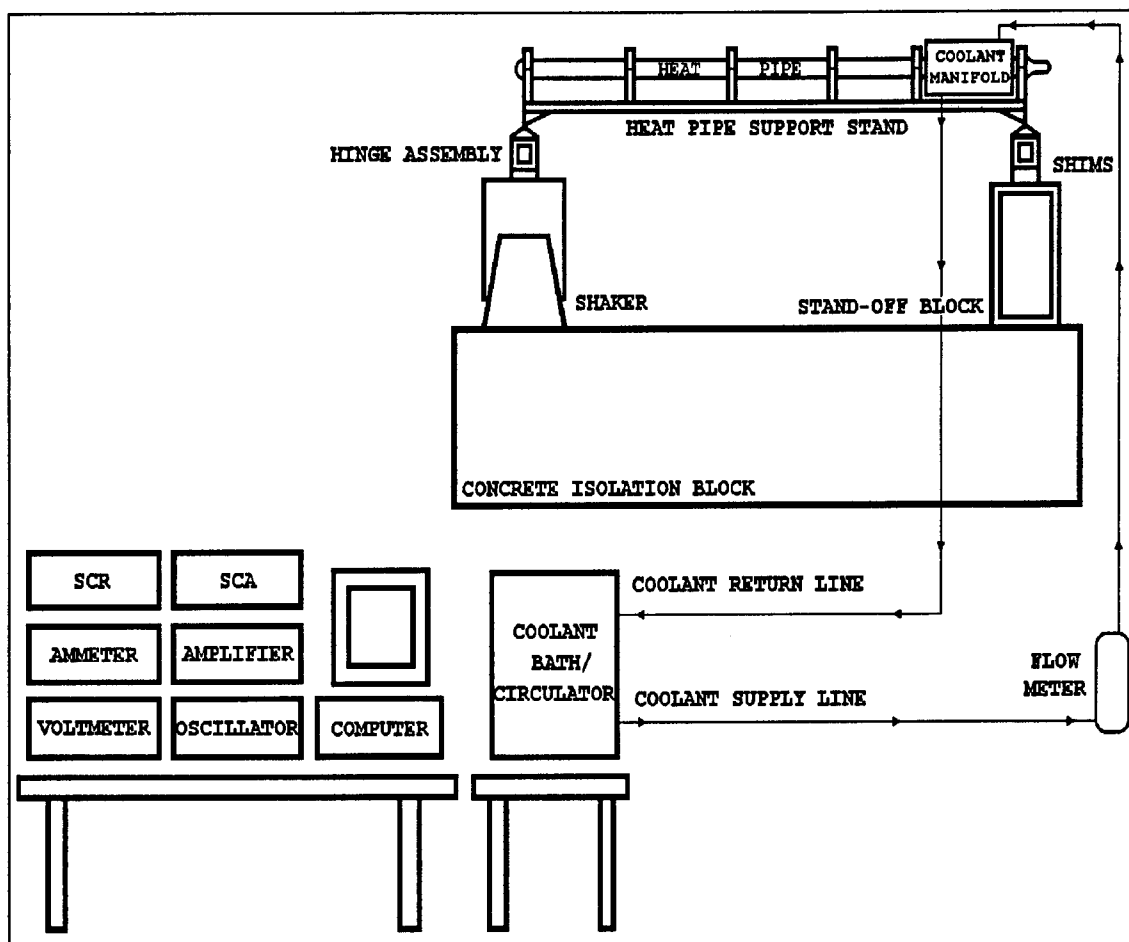 COOLANT
MANIFOLD
HEAT PIPE
HEAT PIPE SUPPORT STAND
HINGE ASSEMBLY
SHIMS
SHAKER
STAND-OFF BLOCK
CONCRETE ISOLATION BLOCK
SCR
SCA
AMMETER
AMPLIFIER
VOLTMETER
OSCILLATOR
COMPUTER
COOLANT
BATH/
CIRCULATOR
COOLANT RETURN LINE
COOLANT SUPPLY LINE
FLOW
METER